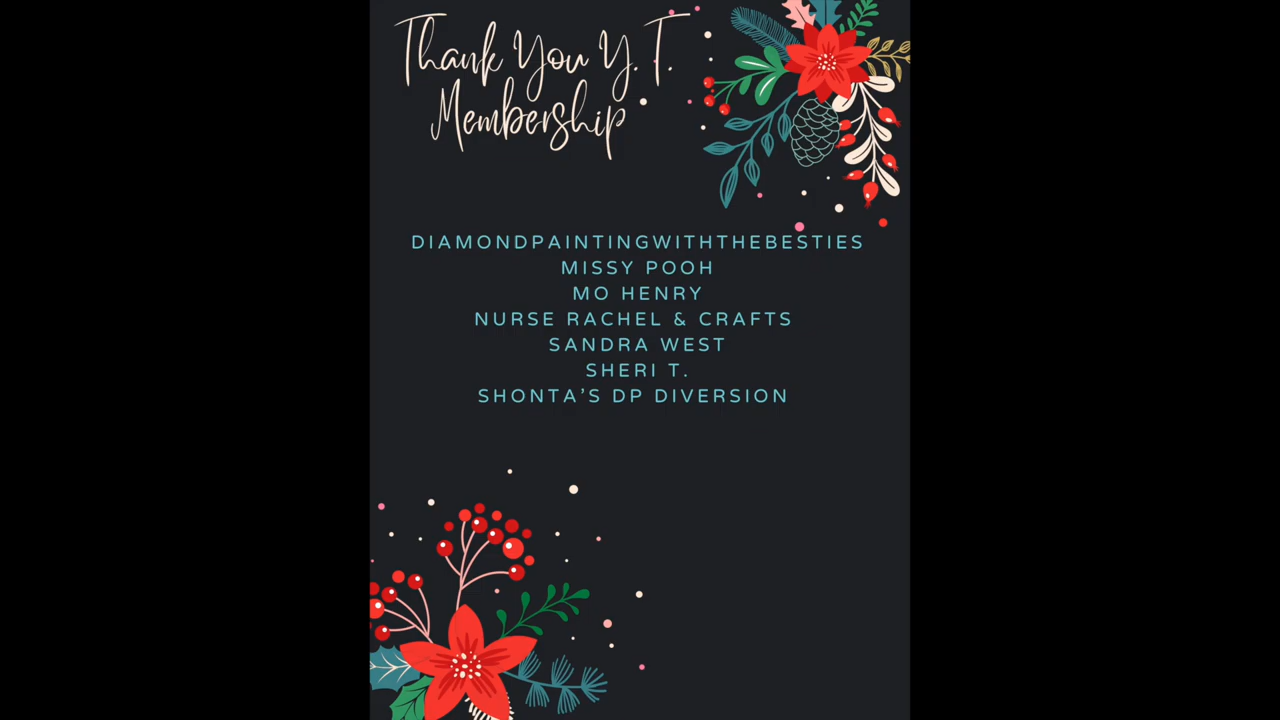 Thank You Y. T.
Membership
DIAMONDPAINTINGWITHTHEBESTIES
MISSY POOH
MO HENRY
NURSE RACHEL & CRAFTS
SANDRA WEST
SHERI T.
SHONTA'S DP DIVERSION